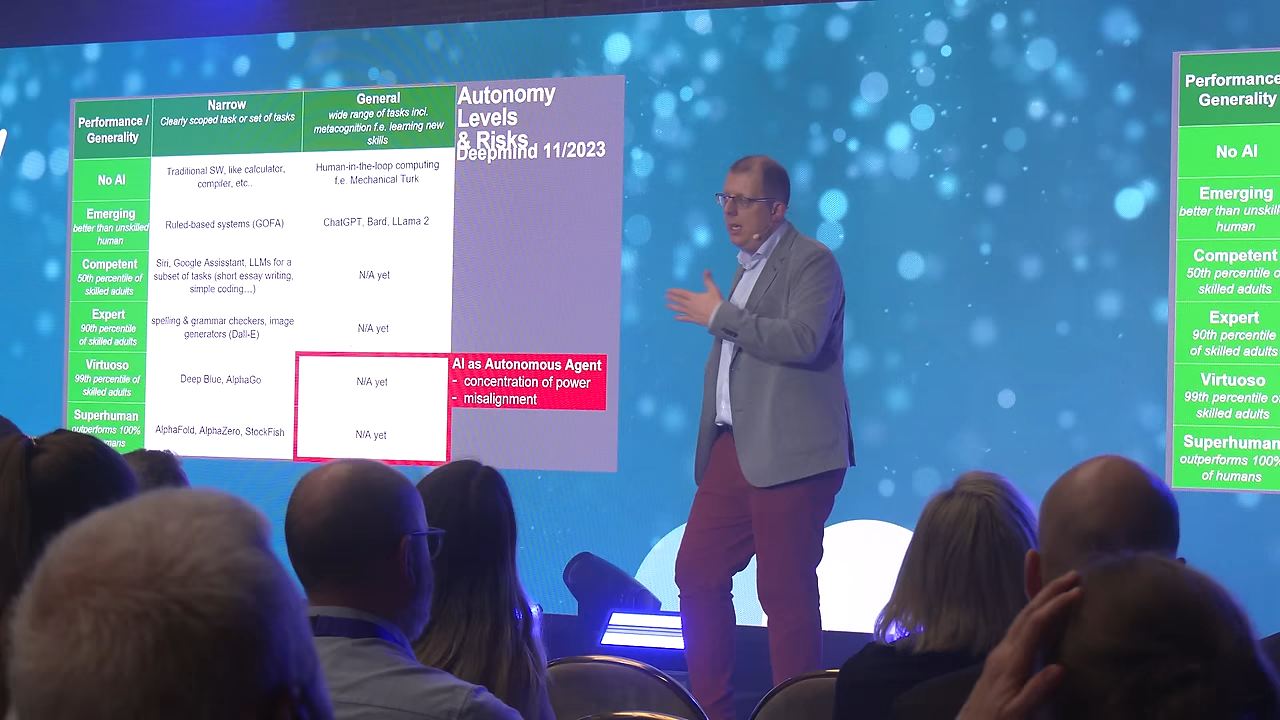 Performance /
Generality
Narrow
Clearly scoped task or set of tasks
General
wide range of tasks incl.
metacognition f.e. learning new
skills
Autonomy
Levels
& Risks
Deepmind 11/2023
No AI
Traditional SW, like calculator,
compiler, etc..
Human-in-the-loop computing
f.e. Mechanical Turk
Emerging
better than unskilled
human
Ruled-based systems (GOFA)
ChatGPT, Bard, LLama 2
Competent
50th percentile of
skilled adults
Siri, Google Assisstant, LLMs for a
subset of tasks (short essay writing,
simple coding...)
N/A yet
Expert
90th percentile
of skilled adults
spelling & grammar checkers, image
generators (Dall-E)
N/A yet
Virtuoso
99th percentile of
skilled adults
Deep Blue, AlphaGo
N/A yet
AI as Autonomous Agent
- concentration of power
- misalignment
Superhuman
outperforms 100%
AlphaFold, AlphaZero, StockFish
N/A yet
Performance
Generality
No AI
Emerging
better than unskilled
human
Competent
50th percentile o
skilled adults
Expert
90th percentile
of skilled adults
Virtuoso
99th percentile of
skilled adults
Superhuman
outperforms 100%
of humans